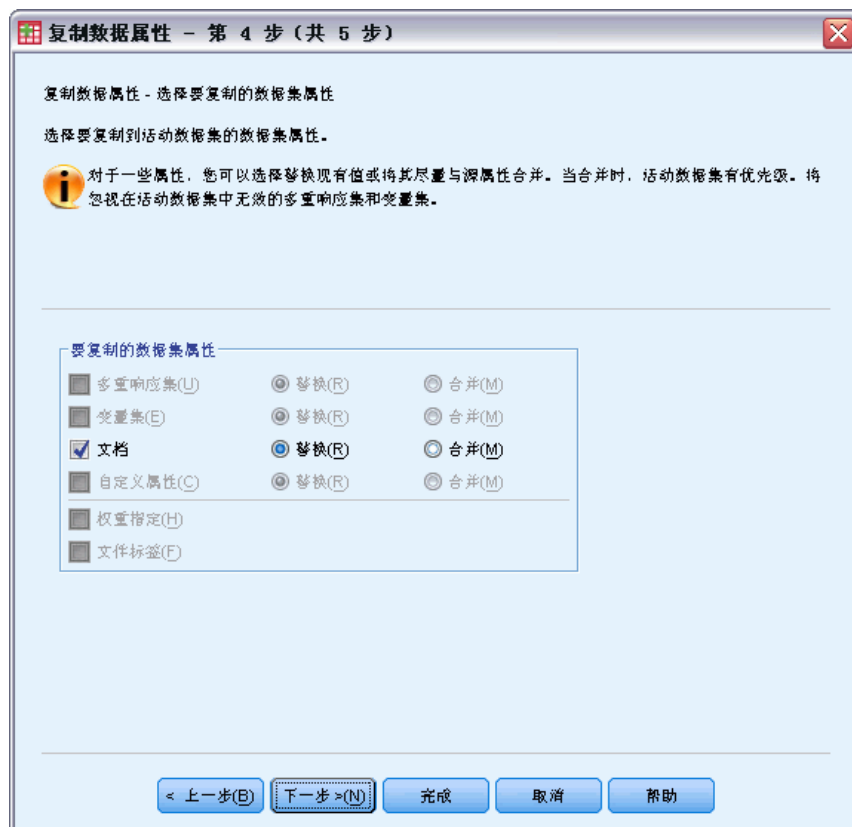 复制数据属性 - 第 4 步（共 5 步）
复制数据属性 - 选择要复制的数据集属性
选择要复制到活动数据集的数据集属性。
对于一些属性，您可以选择替换现有值或将其尽量与源属性合并。当合并时，活动数据集有优先级。将
忽视在活动数据集中无效的多重响应集和变量集。
要复制的数据集属性
多重响应集(U) 替换(R) 合并(M)
变量集(E) 替换(R) 合并(M)
文档 替换(R) 合并(M)
自定义属性(C) 替换(R) 合并(M)
权重指定(H)
文件标签(F)
< 上一步(B) 下一步 >(N) 完成 取消 帮助